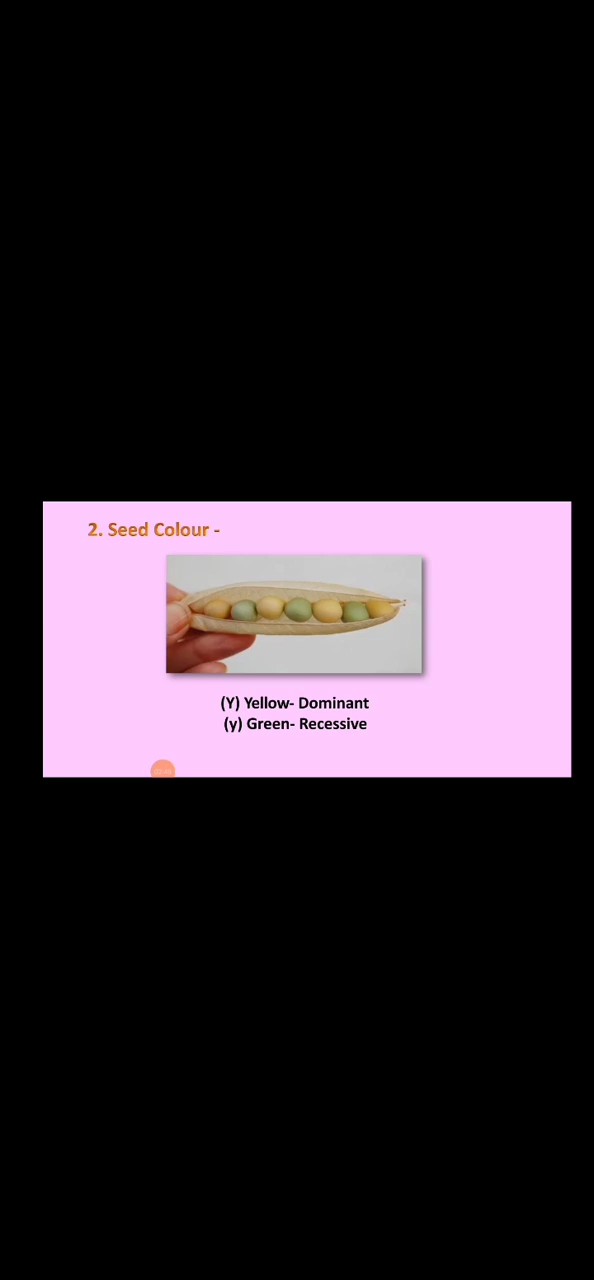 2. Seed Colour -
(Y) Yellow- Dominant
(y) Green- Recessive